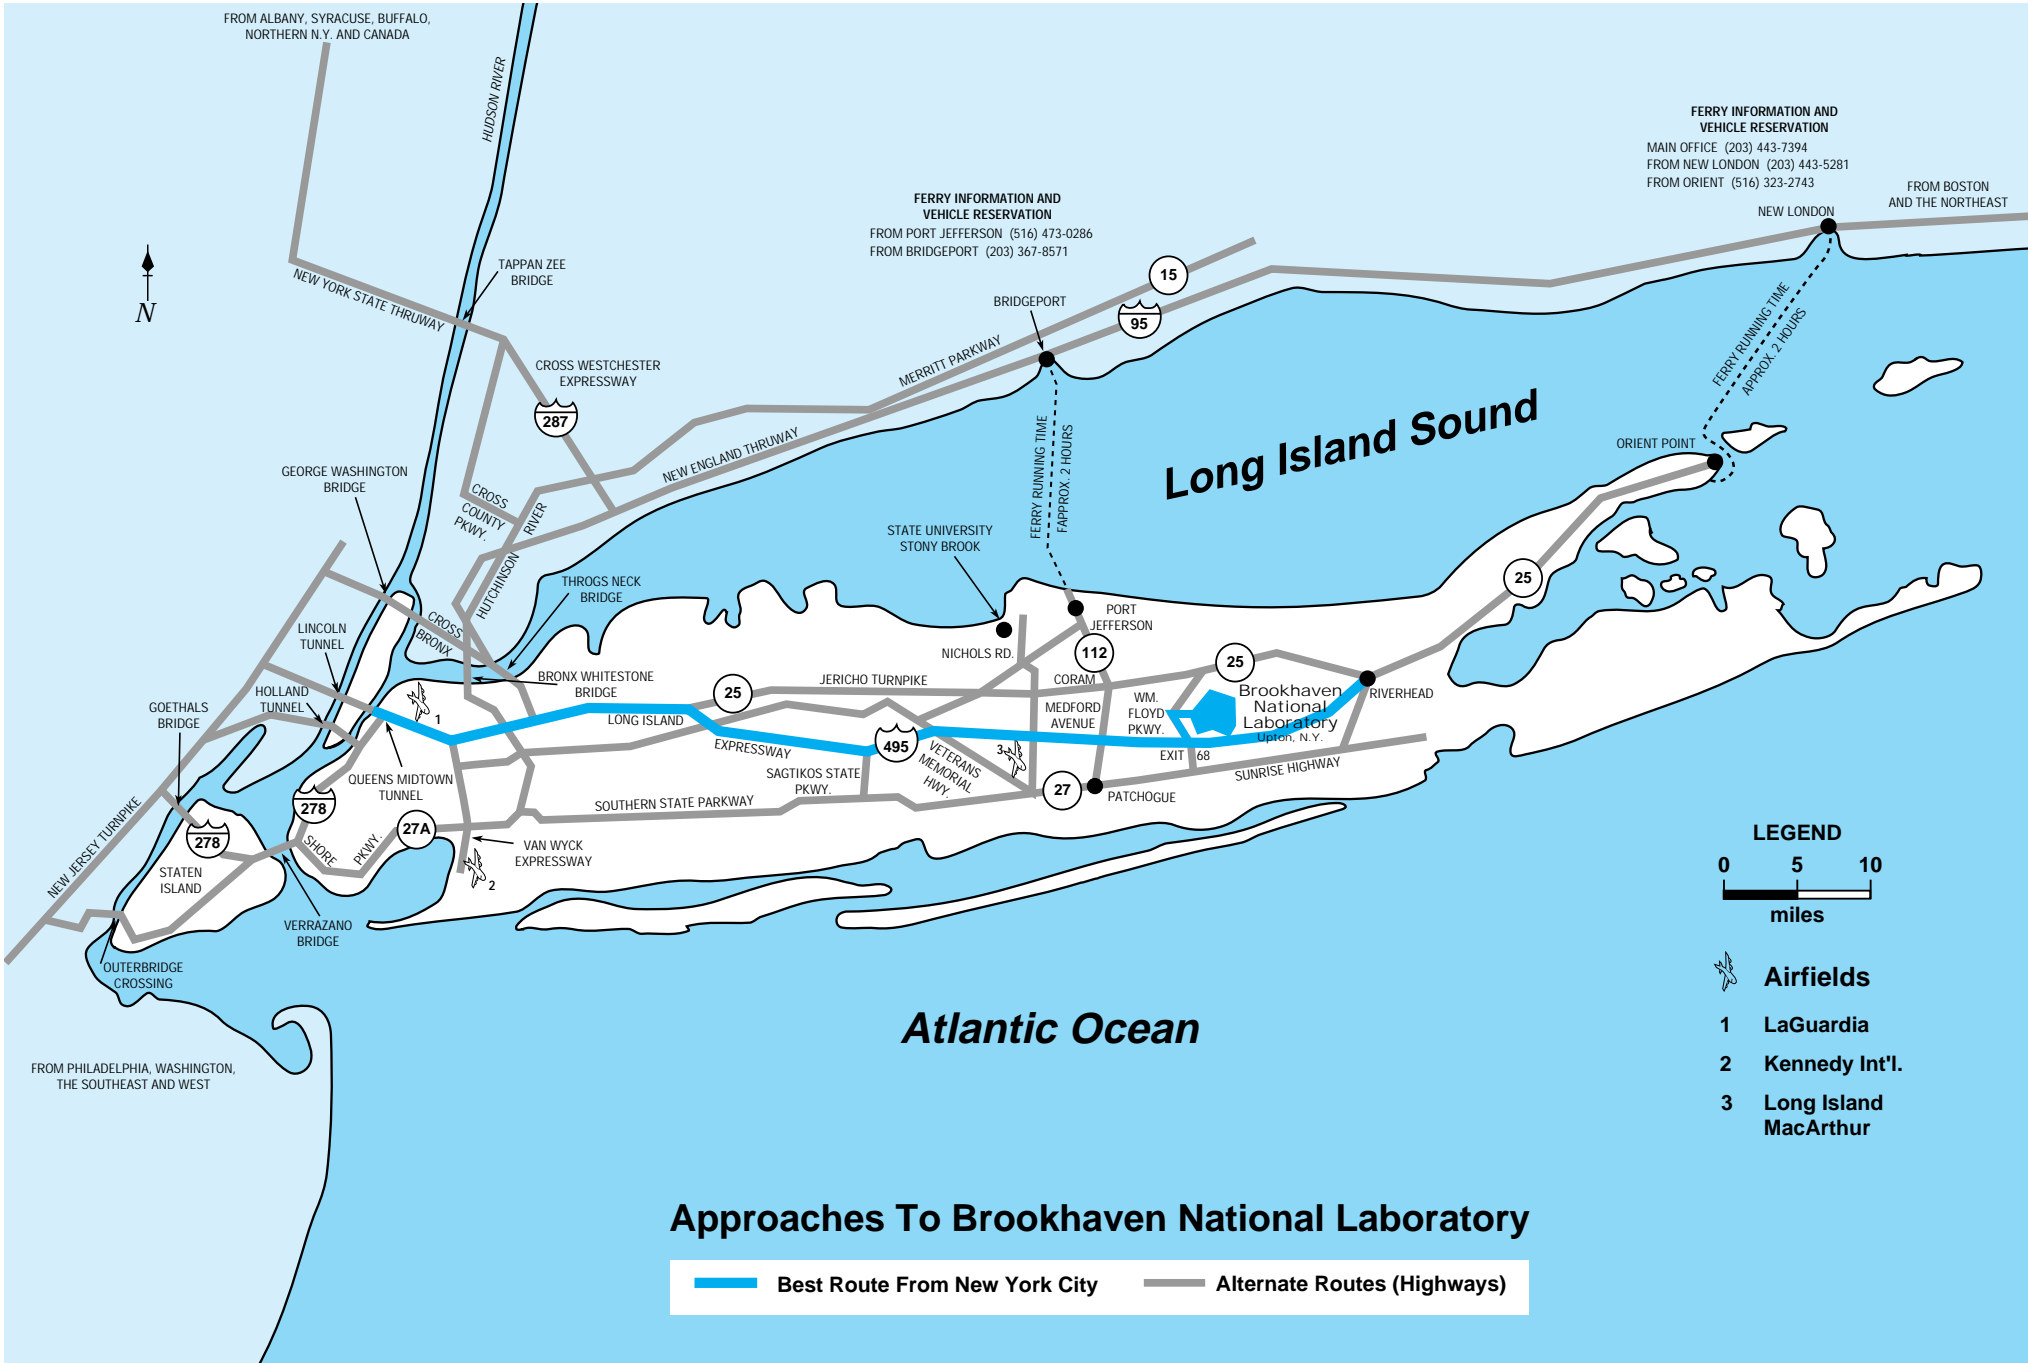 FROM ALBANY, SYRACUSE, BUFFALO,
NORTHERN N.Y. AND CANADA
HUDSON RIVER
FERRY INFORMATION AND
VEHICLE RESERVATION
MAIN OFFICE (203) 443-7394
FROM NEW LONDON (203) 443-5281
FROM ORIENT (516) 323-2743
FROM BOSTON
AND THE NORTHEAST
NEW LONDON
FERRY INFORMATION AND
VEHICLE RESERVATION
FROM PORT JEFFERSON (516) 473-0286
FROM BRIDGEPORT (203) 367-8571
N
TAPPAN ZEE
BRIDGE
NEW YORK STATE THRUWAY
15
BRIDGEPORT
95
FERRY RUNNING TIME
APPROX. 2 HOURS
MERRITT PARKWAY
CROSS WESTCHESTER
EXPRESSWAY
287
NEW ENGLAND THRUWAY
Long Island Sound
ORIENT POINT
GEORGE WASHINGTON
BRIDGE
CROSS
COUNTY
PKWY.
HUTCHINSON
RIVER
FERRY RUNNING TIME
FAPPROX. 2 HOURS
STATE UNIVERSITY
STONY BROOK
THROGS NECK
BRIDGE
25
LINCOLN
TUNNEL
CROSS
BRONX
PORT
JEFFERSON
NICHOLS RD.
112
25
BRONX WHITESTONE
BRIDGE
25
JERICHO TURNPIKE
CORAM
RIVERHEAD
HOLLAND
TUNNEL
GOETHALS
BRIDGE
1
LONG ISLAND
EXPRESSWAY
MEDFORD
AVENUE
WM.
FLOYD
PKWY.
Brookhaven
National
Laboratory
Upton, N.Y.
495
3
EXIT
68
SUNRISE HIGHWAY
QUEENS MIDTOWN
TUNNEL
SAGTIKOS STATE
PKWY.
VETERANS
MEMORIAL
HWY.
27
PATCHOGUE
SOUTHERN STATE PARKWAY
278
27A
278
NEW JERSEY TURNPIKE
SHORE
PKWY.
VAN WYCK
EXPRESSWAY
2
STATEN
ISLAND
VERRAZANO
BRIDGE
OUTERBRIDGE
CROSSING
LEGEND
0 5 10
miles
Airfields
1 LaGuardia
2 Kennedy Int'l.
3 Long Island
MacArthur
Atlantic Ocean
FROM PHILADELPHIA, WASHINGTON,
THE SOUTHEAST AND WEST
Approaches To Brookhaven National Laboratory
Best Route From New York City
Alternate Routes (Highways)